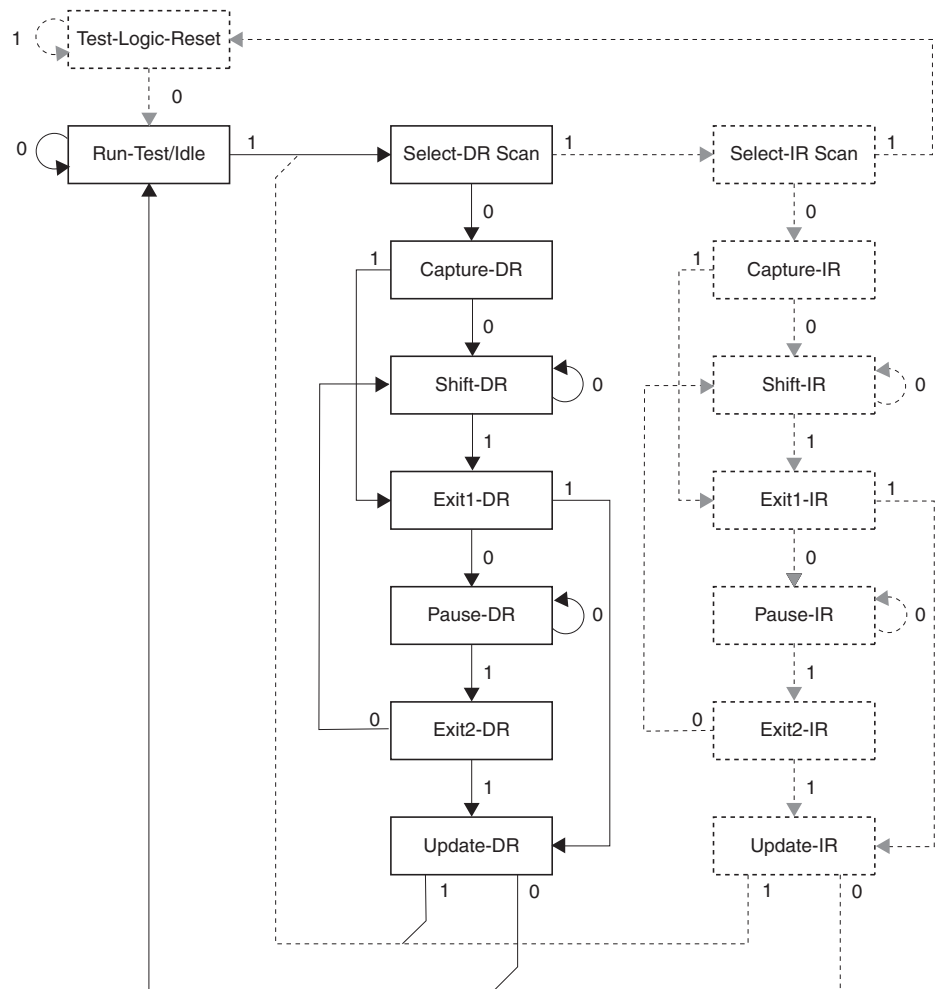 1
Test-Logic-Reset
0
0
Run-Test/Idle
1
Select-DR Scan
1
Select-IR Scan
1
0
0
1
Capture-DR
1
Capture-IR
0
0
Shift-DR
0
Shift-IR
0
1
1
Exit1-DR
1
Exit1-IR
1
0
0
Pause-DR
0
Pause-IR
0
1
1
0
Exit2-DR
0
Exit2-IR
1
1
Update-DR
Update-IR
1
0
1
0